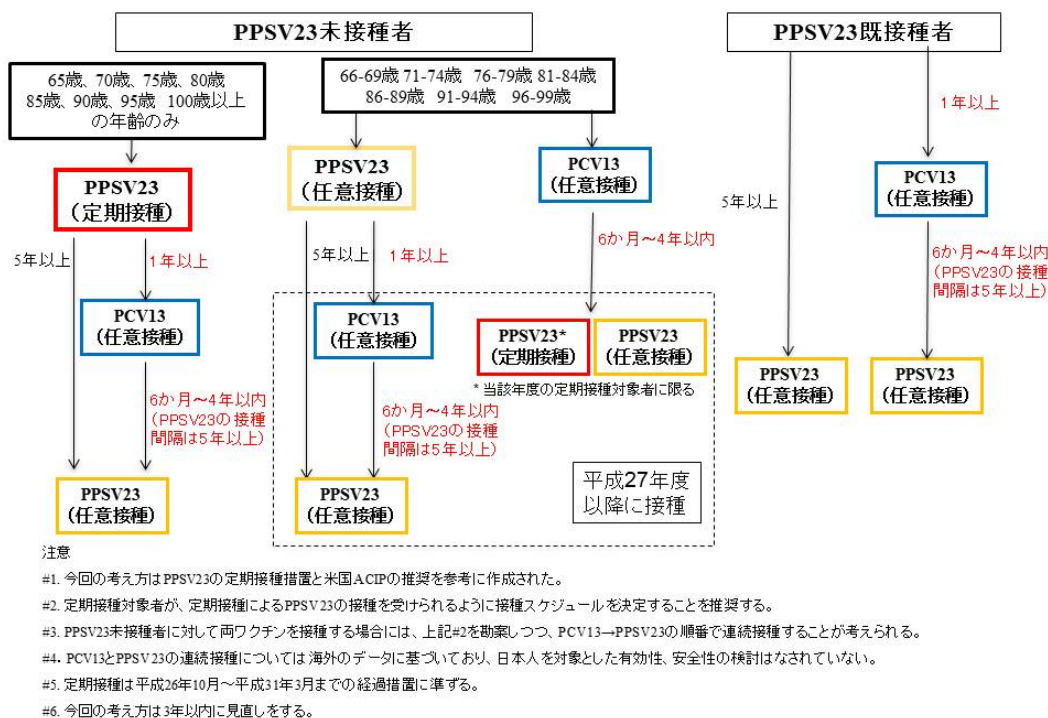 PPSV23未接種者
PPSV23既接種者
65歳、70歳、75歳、80歳
85歳、90歳、95歳 100歳以上
の年齢のみ
66-69歳 71-74歳 76-79歳 81-84歳
86-89歳 91-94歳 96-99歳
PPSV23
(定期接種)
5年以上
1年以上
PCV13
(任意接種)
6か月～4年以内
(PPSV23の接種
間隔は5年以上)
PPSV23
(任意接種)
PPSV23
(任意接種)
5年以上
1年以上
PCV13
(任意接種)
6か月～4年以内
(PPSV23の接種
間隔は5年以上)
PPSV23
(任意接種)
PCV13
(任意接種)
6か月～4年以内
PPSV23*
(定期接種)
PPSV23
(任意接種)
* 当該年度の定期接種対象者に限る
平成27年度
以降に接種
5年以上
PPSV23
(任意接種)
1年以上
PCV13
(任意接種)
6か月～4年以内
(PPSV23の接種
間隔は5年以上)
PPSV23
(任意接種)
注意
#1. 今回の考え方はPPSV23の定期接種措置と米国ACIPの推奨を参考に作成された。
#2. 定期接種対象者が、定期接種によるPPSV23の接種を受けられるように接種スケジュールを決定することを推奨する。
#3. PPSV23未接種者に対して両ワクチンを接種する場合には、上記#2を勘案しつつ、PCV13→PPSV23の順番で連続接種することが考えられる。
#4. PCV13とPPSV23の連続接種については海外のデータに基づいており、日本人を対象とした有効性、安全性の検討はなされていない。
#5. 定期接種は平成26年10月～平成31年3月までの経過措置に準ずる。
#6. 今回の考え方は3年以内に見直しをする。